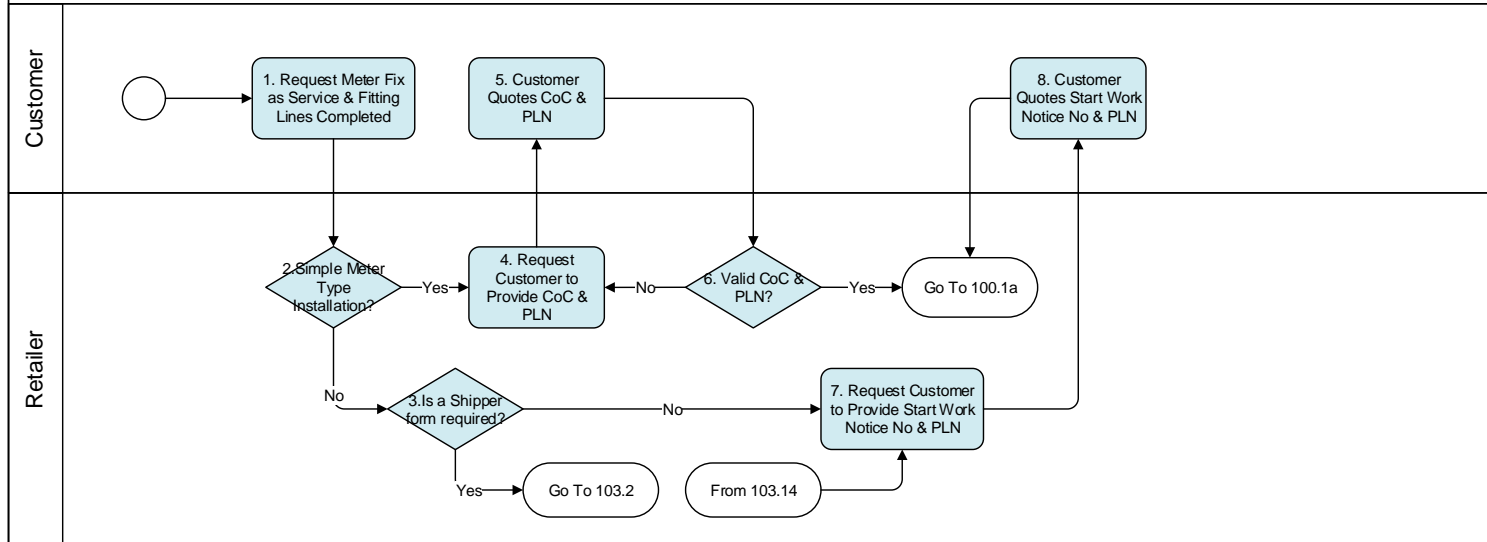 Customer
1. Request Meter Fix
as Service & Fitting
Lines Completed
5. Customer
Quotes CoC &
PLN
8. Customer
Quotes Start Work
Notice No & PLN
Retailer
2.Simple Meter
Type
Installation?
Yes
4. Request
Customer to
Provide CoC &
PLN
No
6. Valid CoC &
PLN?
Yes
Go To 100.1a
No
3.Is a Shipper
form required?
No
7. Request Customer
to Provide Start Work
Notice No & PLN
Yes
Go To 103.2
From 103.14